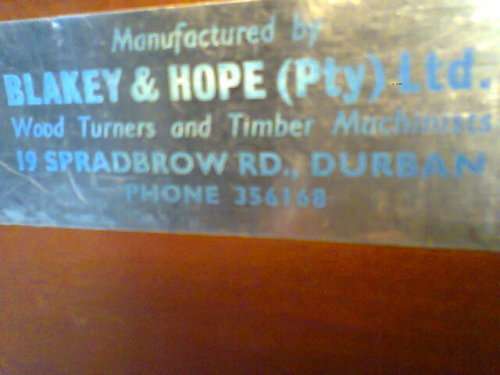 Manufactured by
BLAKEY & HOPE (Pty) Ltd.
Wood Turners and Timber Machinists
19 SPRADBROW RD., DURBAN
PHONE 356168